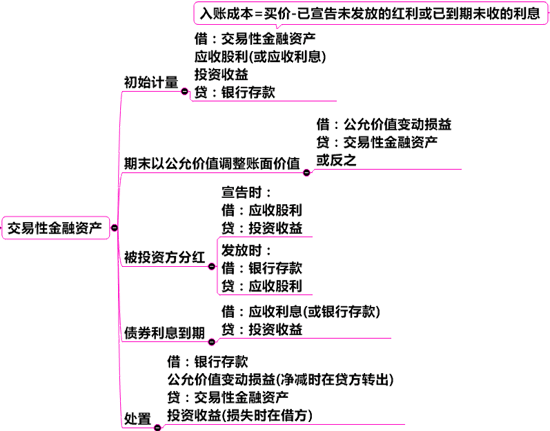 入账成本=买价-已宣告未发放的红利或已到期未收的利息
借：交易性金融资产
应收股利(或应收利息)
投资收益
贷：银行存款
初始计量
借：公允价值变动损益
贷：交易性金融资产
或反之
期末以公允价值调整账面价值
宣告时：
借：应收股利
贷：投资收益
交易性金融资产
被投资方分红
发放时：
借：银行存款
贷：应收股利
借：应收利息(或银行存款)
贷：投资收益
债券利息到期
借：银行存款
公允价值变动损益(净减时在贷方转出)
贷：交易性金融资产
投资收益(损失时在借方)
处置